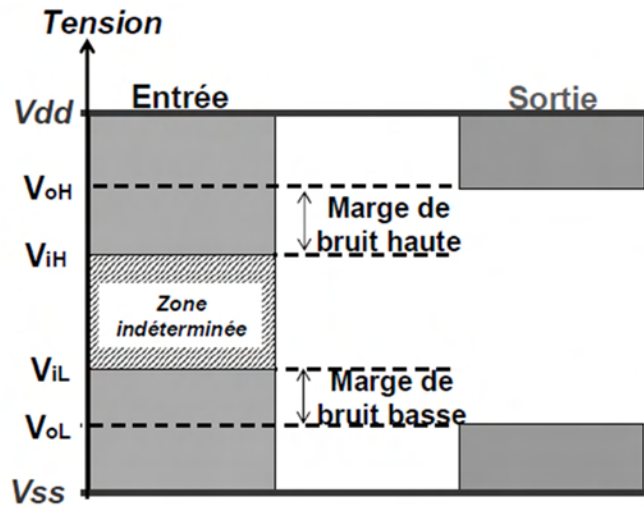 Tension
Entrée
Sortie
Vdd
VoH
Marge de
bruit haute
ViH
Zone
indéterminée
ViL
Marge de
bruit basse
VoL
Vss